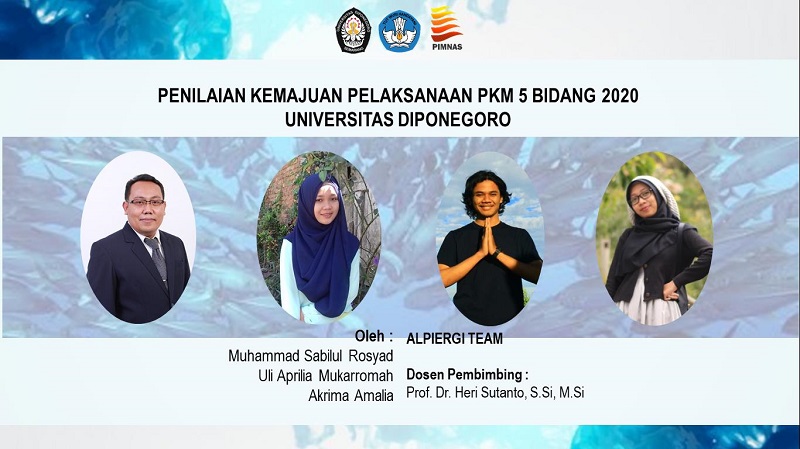 PIMNAS
PENILAIAN KEMAJUAN PELAKSANAAN PKM 5 BIDANG 2020
UNIVERSITAS DIPONEGORO
Oleh :
Muhammad Sabilul Rosyad
Uli Aprilia Mukarromah
Akrima Amalia
ALPIERGI TEAM
Dosen Pembimbing :
Prof. Dr. Heri Sutanto, S.Si, M.Si